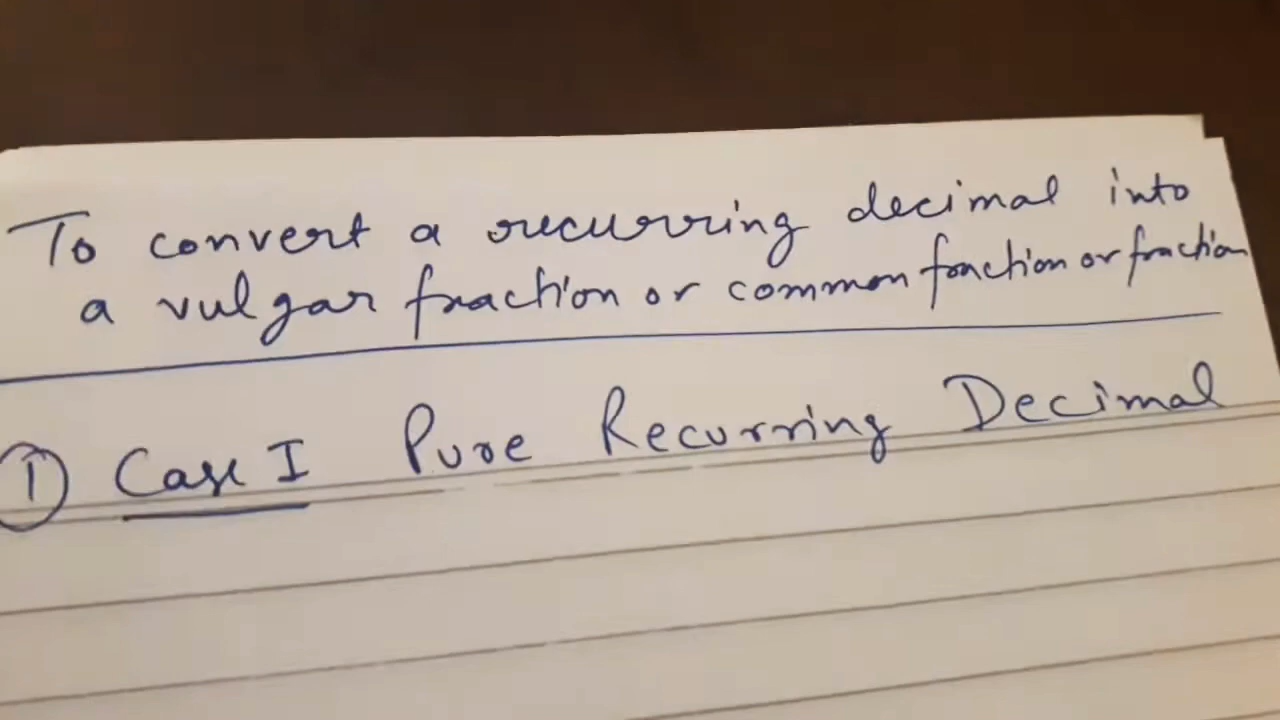 To convert a recurring decimal into
a vulgar fraction or common fraction or fraction
① Case I Pure Recurring Decimal